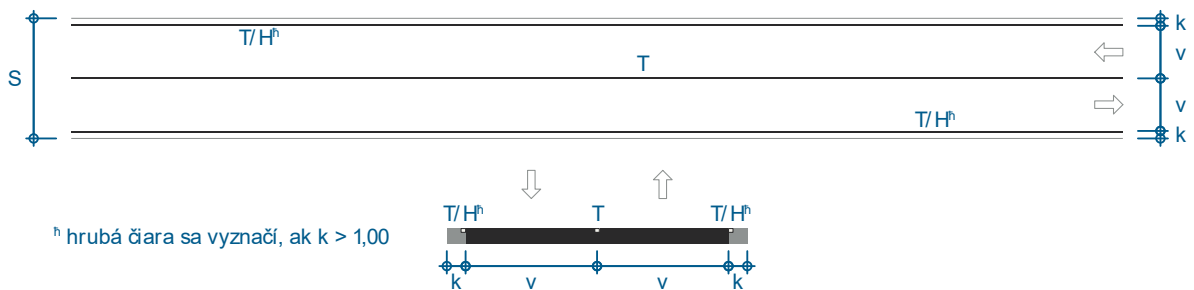 k
T/Hʰ
v
T
S
v
T/Hʰ
k
T/Hʰ T T/Hʰ
ʰ hrubá čiara sa vyznačí, ak k > 1,00
k v v k